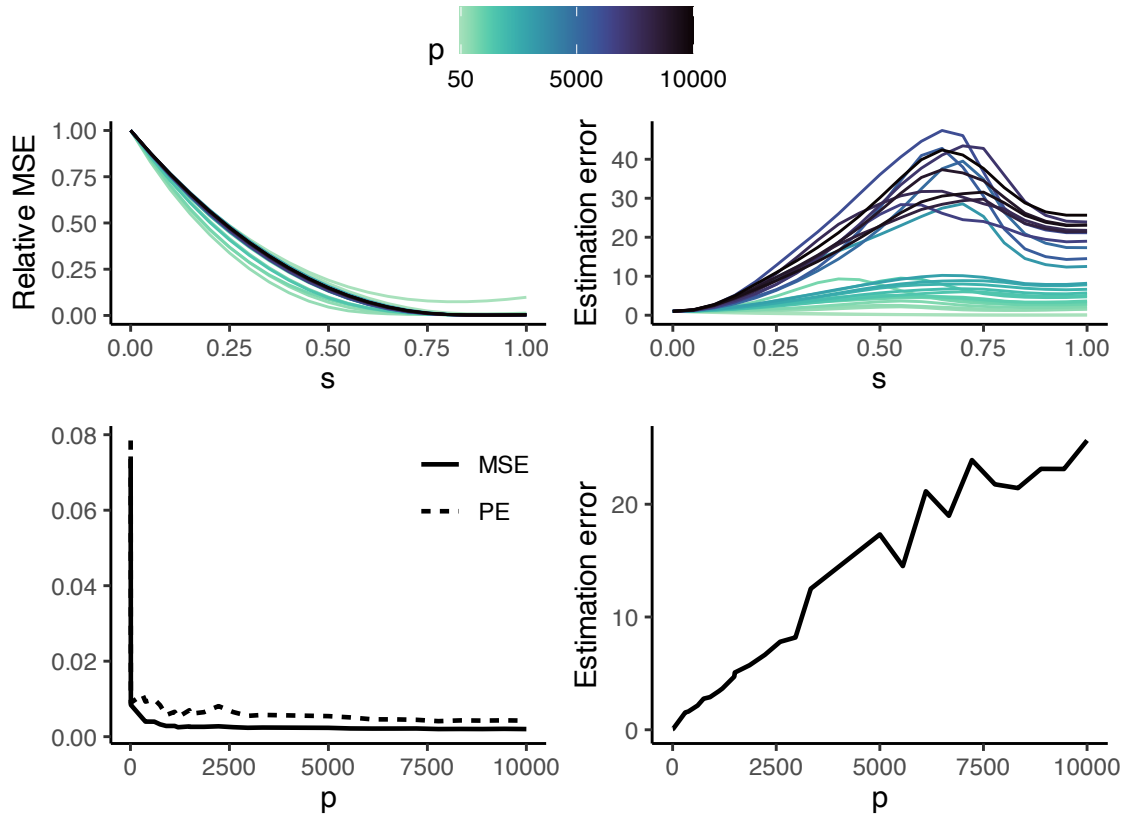 p
50 5000 10000
Relative MSE
1.00
0.75
0.50
0.25
0.00
0.00 0.25 0.50 0.75 1.00
s
Estimation error
40
30
20
10
0
0.00 0.25 0.50 0.75 1.00
s
0.08
0.06
0.04
0.02
0.00
MSE
PE
0 2500 5000 7500 10000
p
Estimation error
20
10
0
0 2500 5000 7500 10000
p